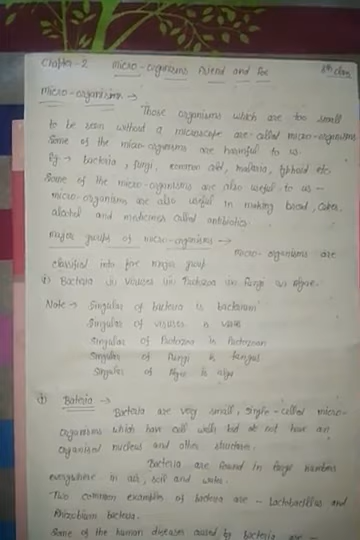 Chapter-2 Micro-organisms Friend and Foe 8th class
Micro-organisms →
Those organisms which are too small
to be seen without a microscope are called micro-organisms
Some of the micro-organisms are harmful to us.
Eg → bacteria, fungi, common cold, malaria, typhoid etc.
Some of the micro-organisms are also useful to us -
micro-organisms are also useful in making bread, cakes,
alcohol and medicines called antibiotics.
Major groups of micro-organisms →
Micro-organisms are
classified into five major group
(i) Bacteria (ii) viruses (iii) Protozoa (iv) Fungi (v) Algae.
Note → Singular of bacteria is bacterium
Singular of viruses is virus
Singular of Protozoa is Protozoan
Singular of Fungi is fungus
Singular of Algae is alga
Bateria →
Bacteria are very small, single-celled micro-
organisms which have cell walls but do not have an
organised nucleus and other structure.
Bacteria are found in large numbers
everywhere in air, soil and water.
Two common examples of bacteria are - Lactobacillus and
Rhizobium bacteria.
Some of the human diseases caused by bacteria are -